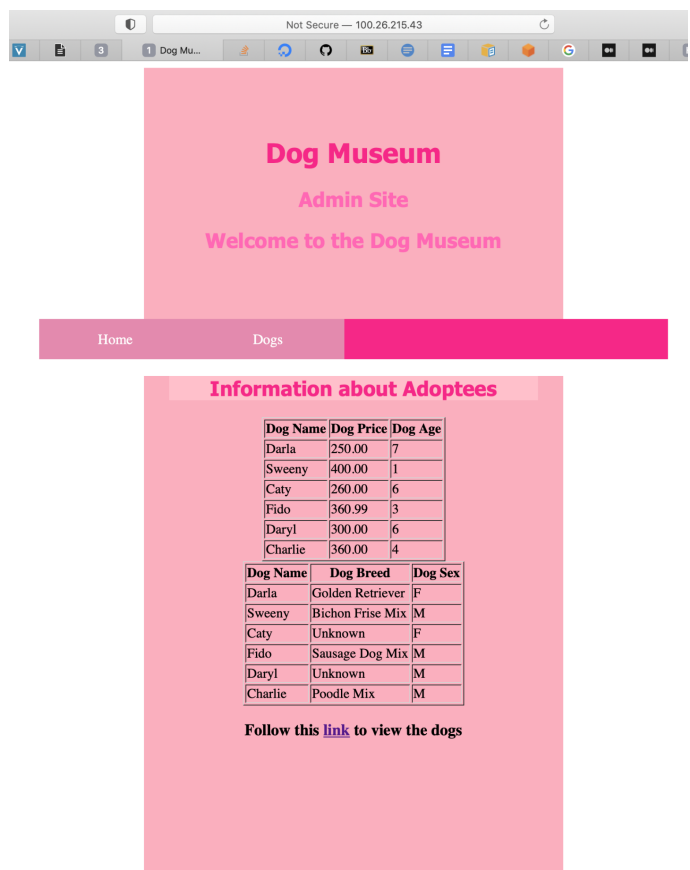 Not Secure — 100.26.215.43
3
1 Dog Mu...
Bb
Dog Museum
Admin Site
Welcome to the Dog Museum
Home Dogs
Information about Adoptees
Dog Name Dog Price Dog Age
Darla 250.00 7
Sweeny 400.00 1
Caty 260.00 6
Fido 360.99 3
Daryl 300.00 6
Charlie 360.00 4
Dog Name Dog Breed Dog Sex
Darla Golden Retriever F
Sweeny Bichon Frise Mix M
Caty Unknown F
Fido Sausage Dog Mix M
Daryl Unknown M
Charlie Poodle Mix M
Follow this link to view the dogs